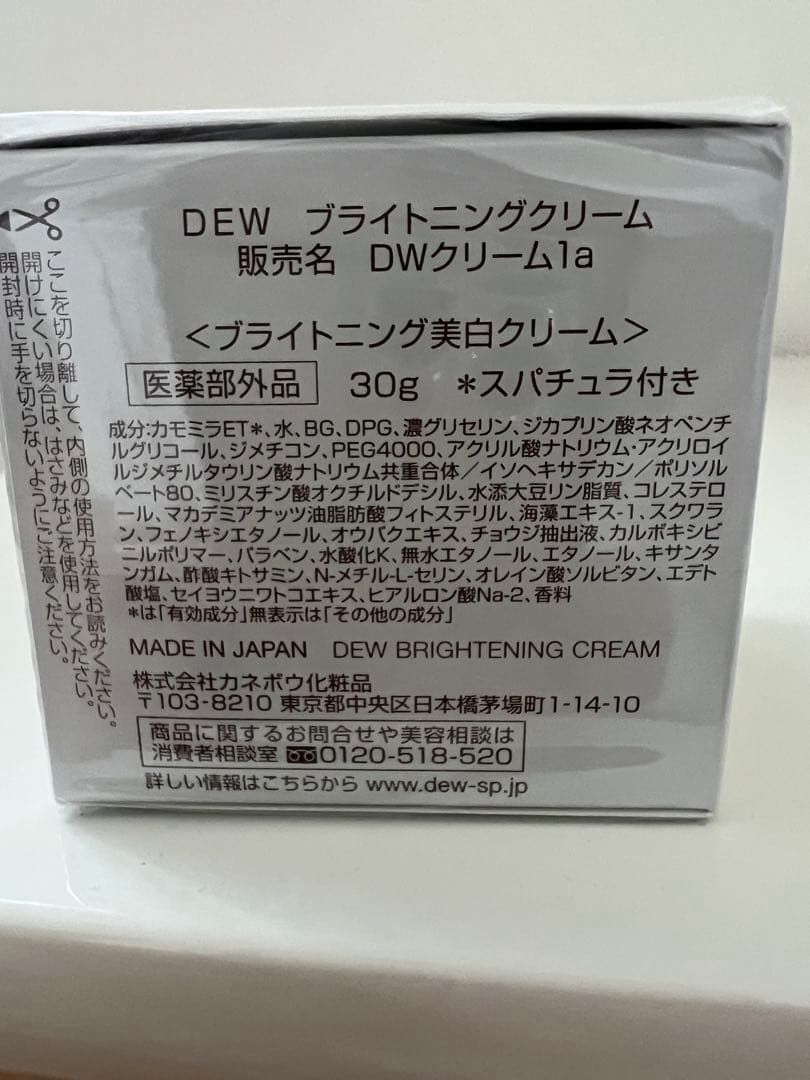 DEW ブライトニングクリーム
販売名 DWクリーム1a
＜ブライトニング美白クリーム＞
医薬部外品 30g ＊スパチュラ付き
成分:カモミラET＊、水、BG、DPG、濃グリセリン、ジカプリン酸ネオペンチ
ルグリコール、ジメチコン、PEG4000、アクリル酸ナトリウム・アクリロイ
ルジメチルタウリン酸ナトリウム共重合体／イソヘキサデカン／ポリソル
ベート80、ミリスチン酸オクチルドデシル、水添大豆リン脂質、コレステロ
ール、マカデミアナッツ油脂肪酸フィトステリル、海藻エキス-1、スクワラ
ン、フェノキシエタノール、オウバクエキス、チョウジ抽出液、カルボキシビ
ニルポリマー、パラベン、水酸化K、無水エタノール、エタノール、キサンタ
ンガム、酢酸キトサミン、N-メチル-L-セリン、オレイン酸ソルビタン、エデト
酸塩、セイヨウニワトコエキス、ヒアルロン酸Na-2、香料
＊は「有効成分」無表示は「その他の成分」
MADE IN JAPAN DEW BRIGHTENING CREAM
株式会社カネボウ化粧品
〒103-8210 東京都中央区日本橋茅場町1-14-10
商品に関するお問合せや美容相談は
消費者相談室 0120-518-520
詳しい情報はこちらから www.dew-sp.jp
ここを切り離して、内側の使用方法をお読みください。
開けにくい場合は、はさみなどを使用してください。
開封時に手を切らないようにご注意ください。